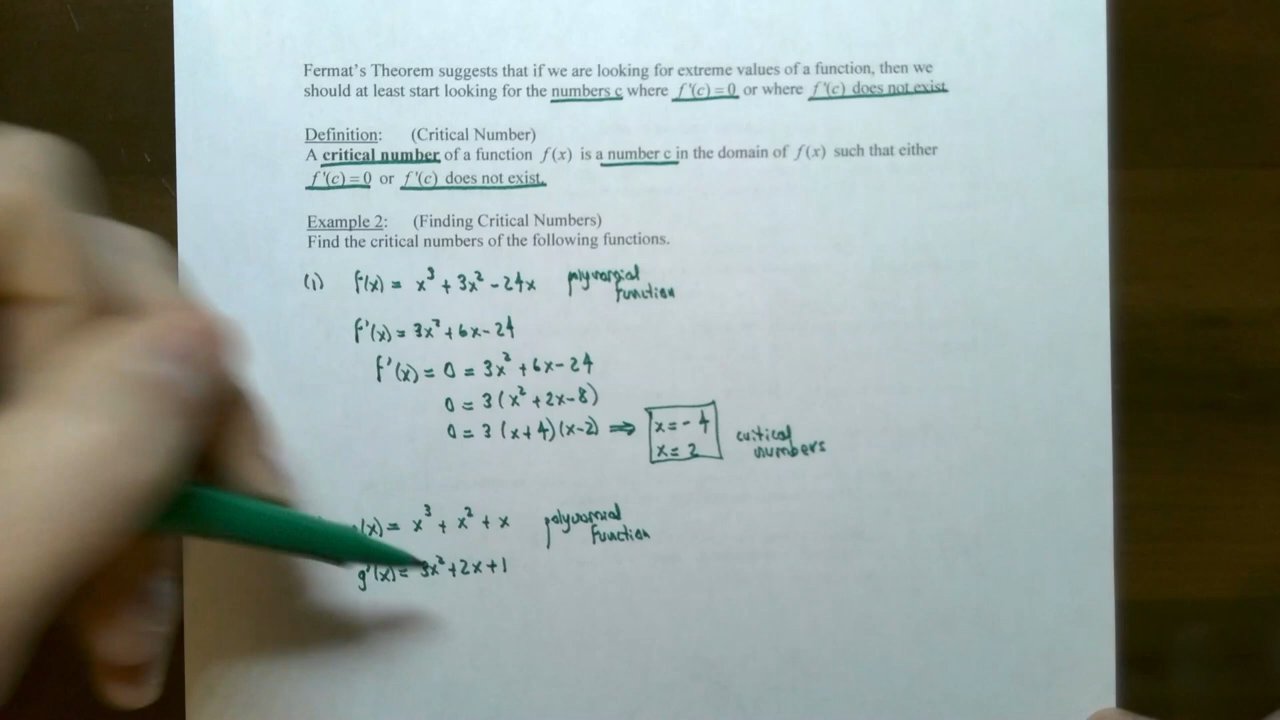 Fermat's Theorem suggests that if we are looking for extreme values of a function, then we
should at least start looking for the numbers c where f'(c) = 0 or where f'(c) does not exist
Definition: (Critical Number)
A critical number of a function f(x) is a number c in the domain of f(x) such that either
f'(c) = 0 or f'(c) does not exist.
Example 2: (Finding Critical Numbers)
Find the critical numbers of the following functions.
(1) f(x) = x³ + 3x² - 24x polynomial
function
f'(x) = 3x² + 6x - 24
f'(x) = 0 = 3x² + 6x - 24
0 = 3(x² + 2x - 8)
0 = 3(x+4)(x-2) ⇒ x = -4
x = 2
critical
numbers
(x) = x³ + x² + x polynomial
function
g'(x) = 3x² + 2x + 1